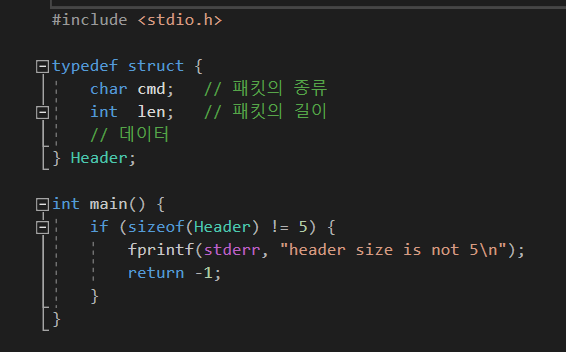 #include <stdio.h>
typedef struct {
char cmd; // 패킷의 종류
int len; // 패킷의 길이
// 데이터
} Header;
int main() {
if (sizeof(Header) != 5) {
fprintf(stderr, "header size is not 5\n");
return -1;
}
}